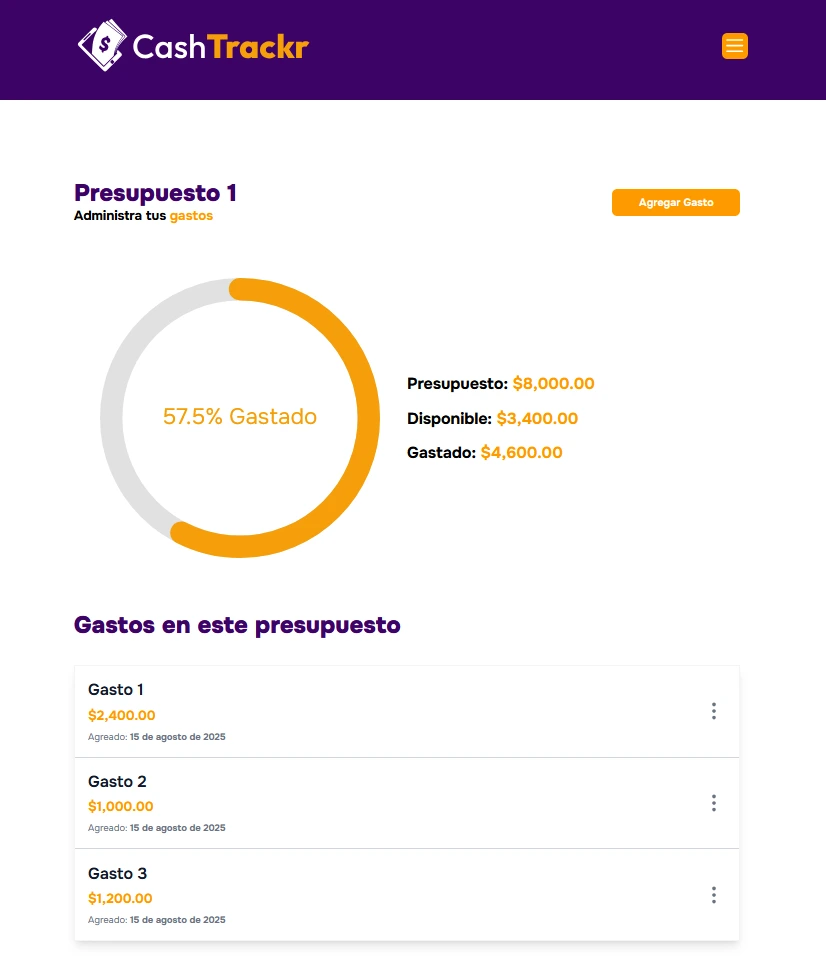 CashTrackr
Presupuesto 1
Administra tus gastos
Agregar Gasto
57.5% Gastado
Presupuesto: $8,000.00
Disponible: $3,400.00
Gastado: $4,600.00
Gastos en este presupuesto
Gasto 1
$2,400.00
Agreado: 15 de agosto de 2025
Gasto 2
$1,000.00
Agreado: 15 de agosto de 2025
Gasto 3
$1,200.00
Agreado: 15 de agosto de 2025